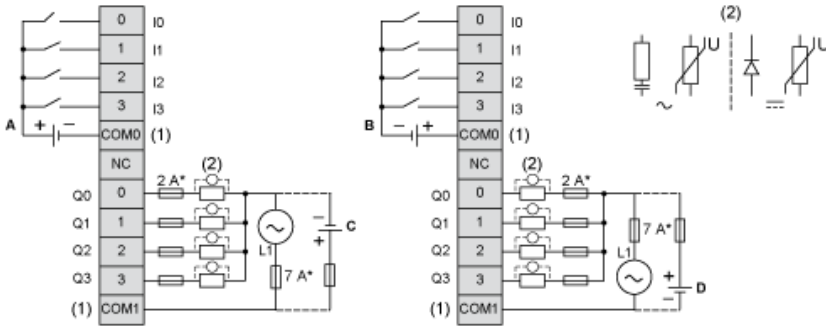 (2)
0 I0
1 I1
2 I2
3 I3
A + - COM0 (1)
NC
2 A* (2)
Q0 0
Q1 1
Q2 2
Q3 3
(1) COM1
L1
7 A*
- + C
0 I0
1 I1
2 I2
3 I3
B - + COM0 (1)
NC
(2) 2 A*
Q0 0
Q1 1
Q2 2
Q3 3
(1) COM1
7 A*
L1
+ - D
U
U